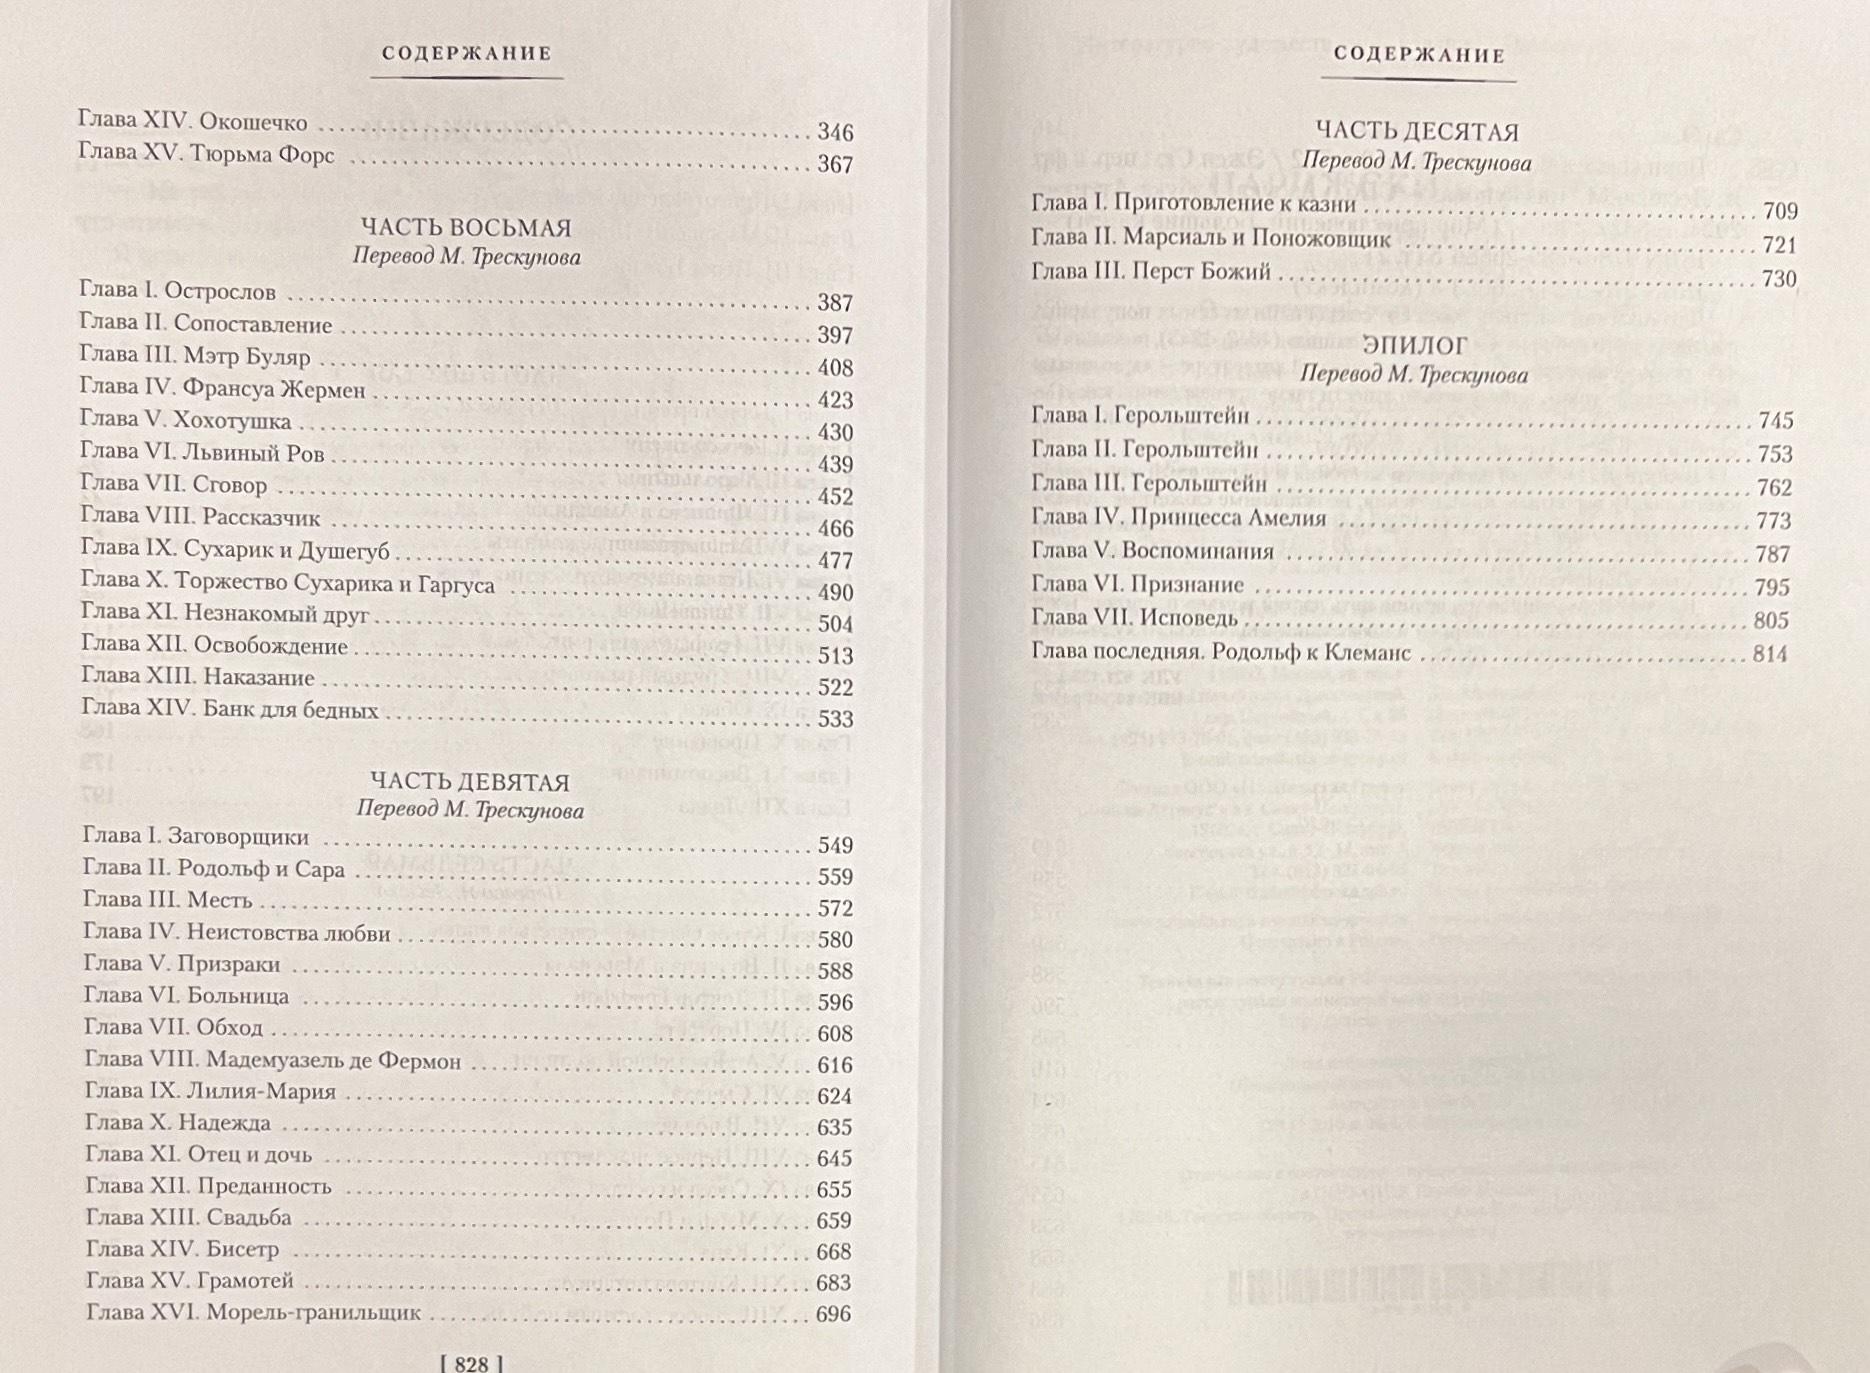 СОДЕРЖАНИЕ
Глава XIV. Окошечко 346
Глава XV. Тюрьма Форс 367
ЧАСТЬ ВОСЬМАЯ
Перевод М. Трескунова
Глава I. Острослов 387
Глава II. Сопоставление 397
Глава III. Мэтр Буляр 408
Глава IV. Франсуа Жермен 423
Глава V. Хохотушка 430
Глава VI. Львиный Ров 439
Глава VII. Сговор 452
Глава VIII. Рассказчик 466
Глава IX. Сухарик и Душегуб 477
Глава X. Торжество Сухарика и Гаргуса 490
Глава XI. Незнакомый друг 504
Глава XII. Освобождение 513
Глава XIII. Наказание 522
Глава XIV. Банк для бедных 533
ЧАСТЬ ДЕВЯТАЯ
Перевод М. Трескунова
Глава I. Заговорщики 549
Глава II. Родольф и Сара 559
Глава III. Месть 572
Глава IV. Неистовства любви 580
Глава V. Призраки 588
Глава VI. Больница 596
Глава VII. Обход 608
Глава VIII. Мадемуазель де Фермон 616
Глава IX. Лилия-Мария 624
Глава X. Надежда 635
Глава XI. Отец и дочь 645
Глава XII. Преданность 655
Глава XIII. Свадьба 659
Глава XIV. Бисетр 668
Глава XV. Грамотей 683
Глава XVI. Морель-гранильщик 696
[ 828 ]
СОДЕРЖАНИЕ
ЧАСТЬ ДЕСЯТАЯ
Перевод М. Трескунова
Глава I. Приготовление к казни 709
Глава II. Марсиаль и Поножовщик 721
Глава III. Перст Божий 730
ЭПИЛОГ
Перевод М. Трескунова
Глава I. Герольштейн 745
Глава II. Герольштейн 753
Глава III. Герольштейн 762
Глава IV. Принцесса Амелия 773
Глава V. Воспоминания 787
Глава VI. Признание 795
Глава VII. Исповедь 805
Глава последняя. Родольф к Клеманс 814